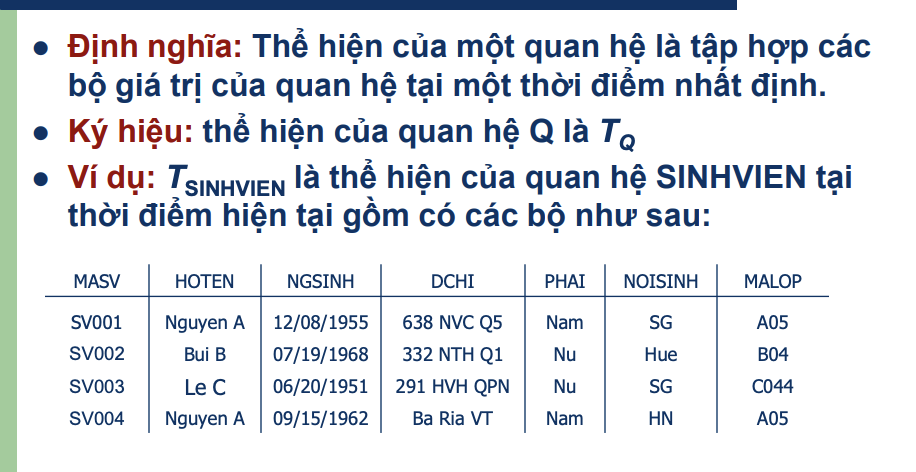 • Định nghĩa: Thể hiện của một quan hệ là tập hợp các
bộ giá trị của quan hệ tại một thời điểm nhất định.
• Ký hiệu: thể hiện của quan hệ Q là TQ
• Ví dụ: TSINHVIEN là thể hiện của quan hệ SINHVIEN tại
thời điểm hiện tại gồm có các bộ như sau:
MASV HOTEN NGSINH DCHI PHAI NOISINH MALOP
SV001 Nguyen A 12/08/1955 638 NVC Q5 Nam SG A05
SV002 Bui B 07/19/1968 332 NTH Q1 Nu Hue B04
SV003 Le C 06/20/1951 291 HVH QPN Nu SG C044
SV004 Nguyen A 09/15/1962 Ba Ria VT Nam HN A05